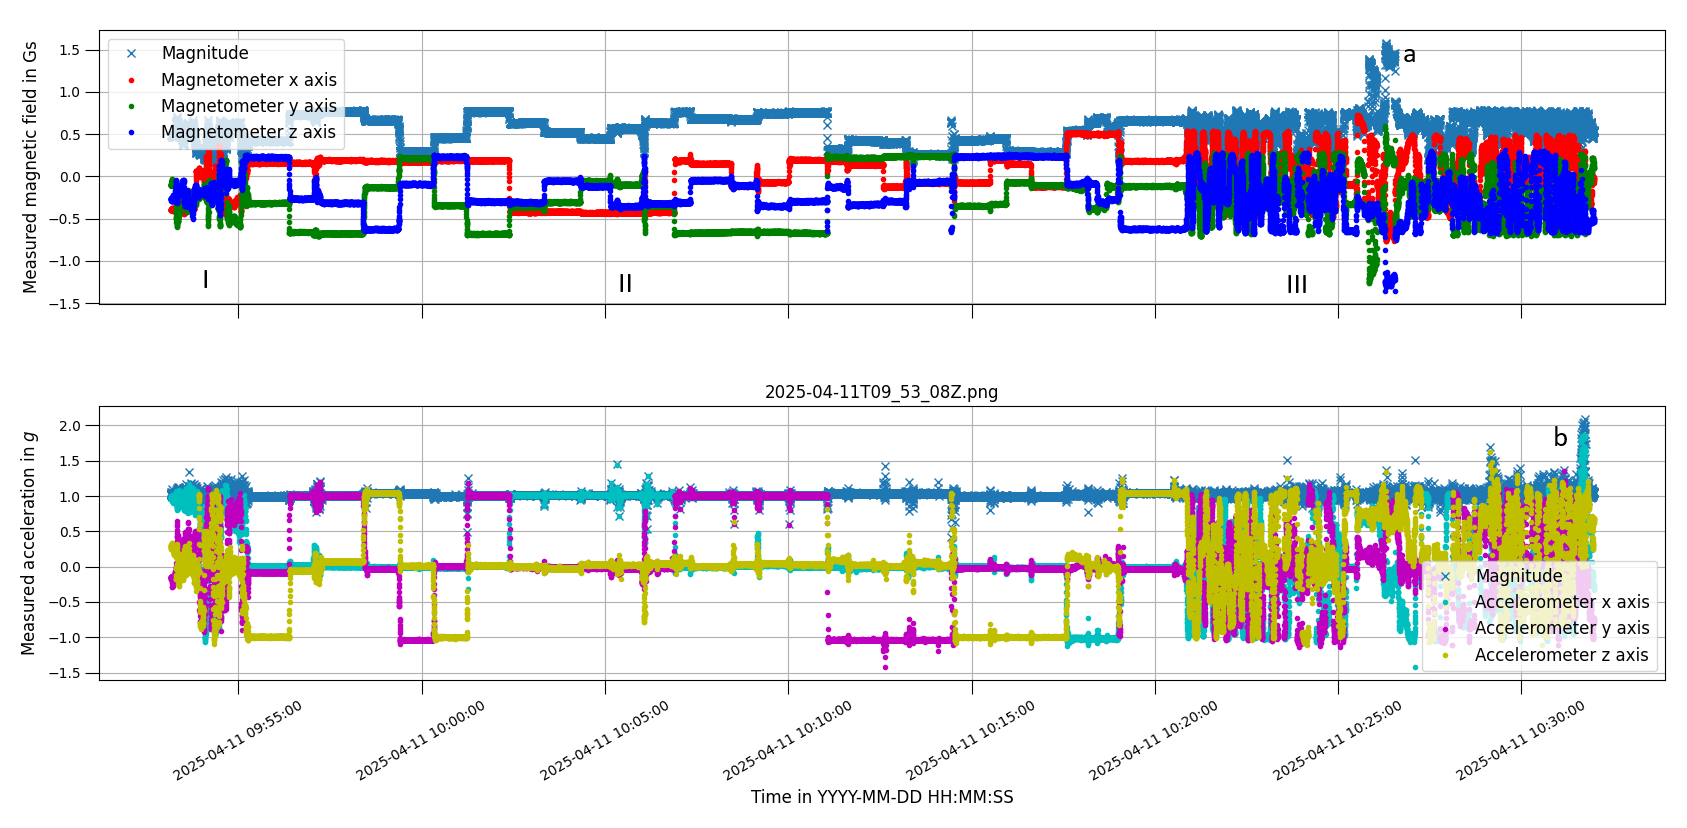 Measured magnetic field in Gs
1.5
1.0
0.5
0.0
−0.5
−1.0
−1.5
Magnitude
Magnetometer x axis
Magnetometer y axis
Magnetometer z axis
a
I
II
III
2025-04-11T09_53_08Z.png
Measured acceleration in g
2.0
1.5
1.0
0.5
0.0
−0.5
−1.0
−1.5
b
Magnitude
Accelerometer x axis
Accelerometer y axis
Accelerometer z axis
2025-04-11 09:55:00
2025-04-11 10:00:00
2025-04-11 10:05:00
2025-04-11 10:10:00
2025-04-11 10:15:00
2025-04-11 10:20:00
2025-04-11 10:25:00
2025-04-11 10:30:00
Time in YYYY-MM-DD HH:MM:SS